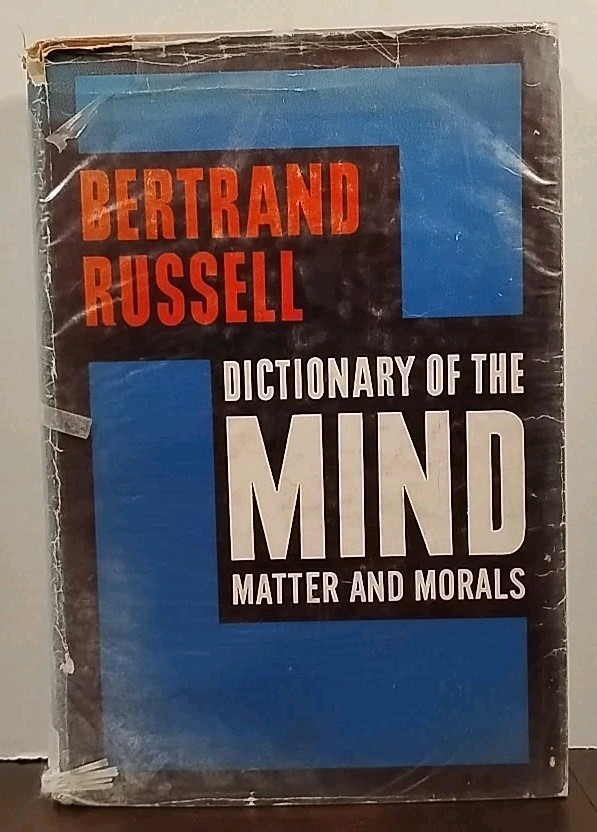 BERTRAND
RUSSELL
DICTIONARY OF THE
MIND
MATTER AND MORALS